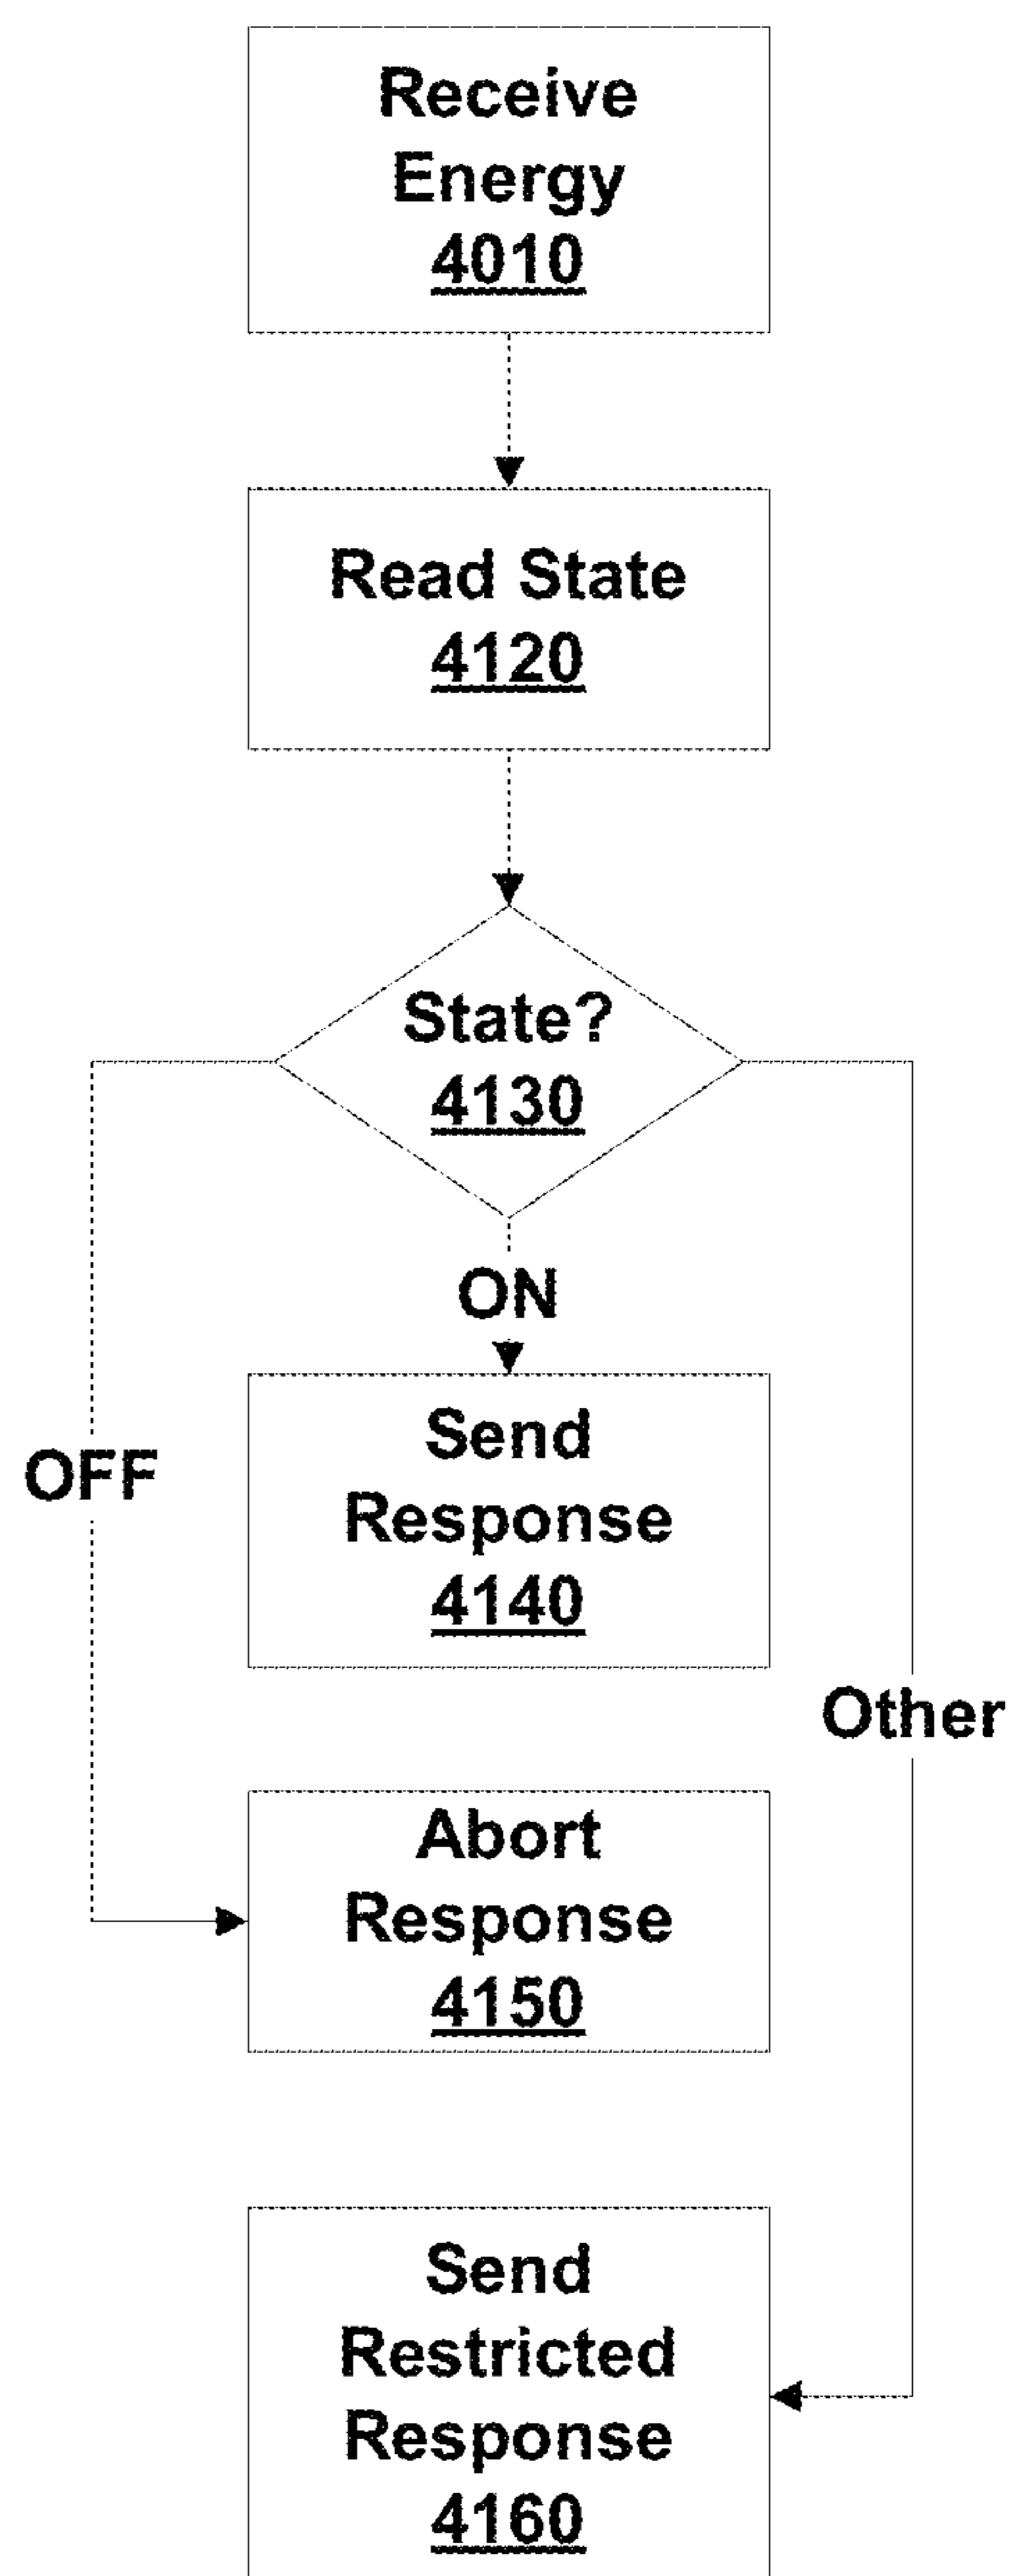 Receive
Energy
4010
Read State
4120
State?
4130
ON
OFF
Send
Response
4140
Other
Abort
Response
4150
Send
Restricted
Response
4160